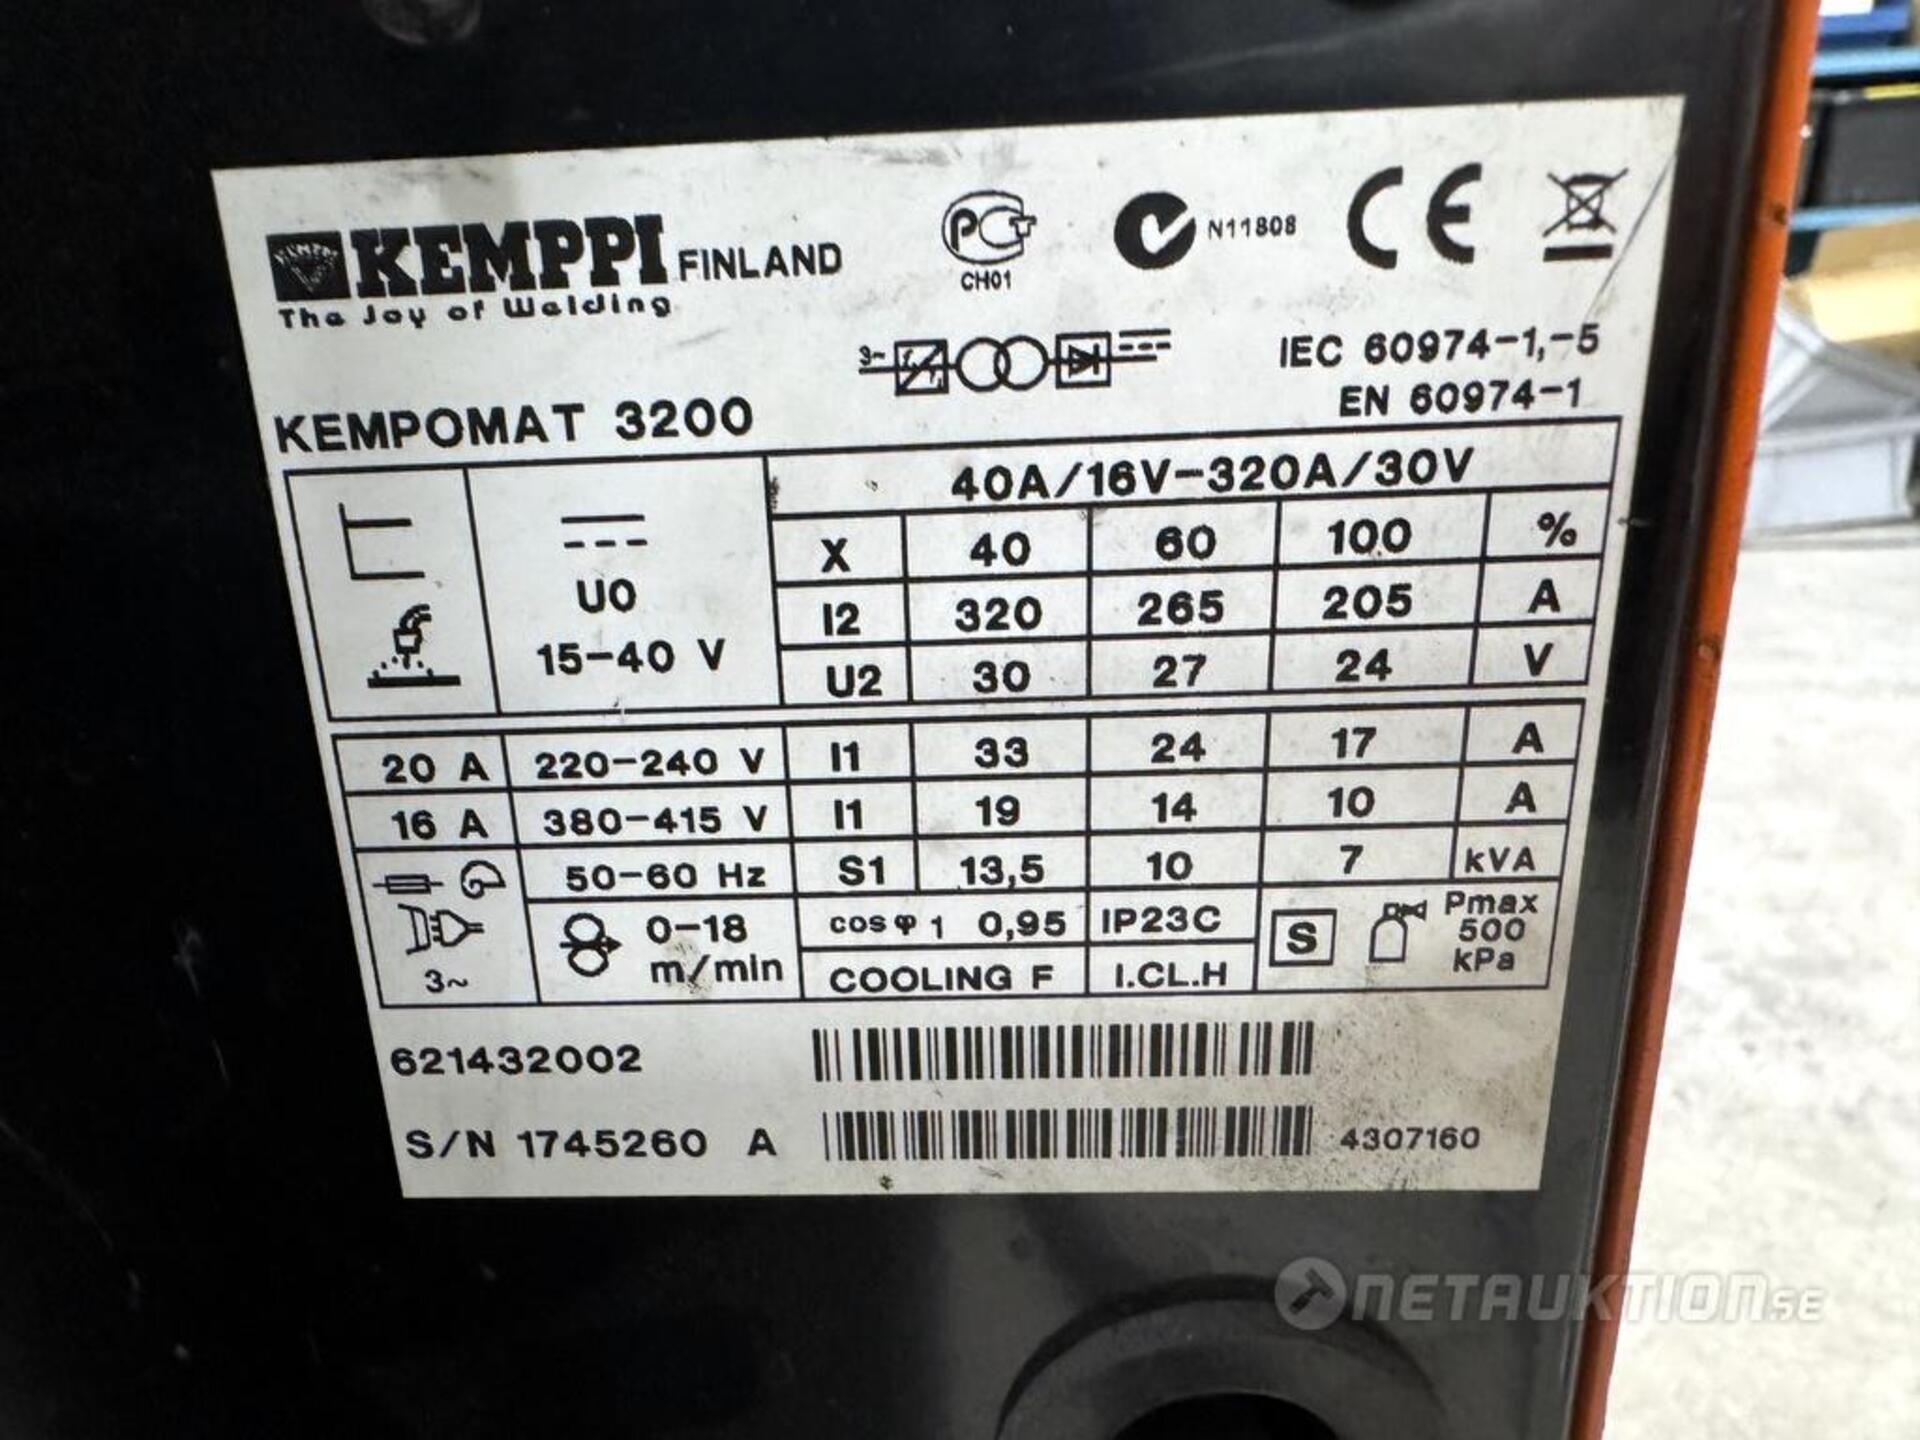 KEMPPI FINLAND
The Joy of Welding
PCT
CH01
N11808
CE
3~
IEC 60974-1,-5
EN 60974-1
KEMPOMAT 3200
40A/16V-320A/30V
U0
15-40 V
X 40 60 100 %
I2 320 265 205 A
U2 30 27 24 V
20 A 220-240 V I1 33 24 17 A
16 A 380-415 V I1 19 14 10 A
50-60 Hz S1 13,5 10 7 kVA
3~
0-18
m/min
cos φ 1 0,95 IP23C
COOLING F I.CL.H
S
Pmax
500
kPa
621432002
S/N 1745260 A
4307160
NETAUKTION.SE